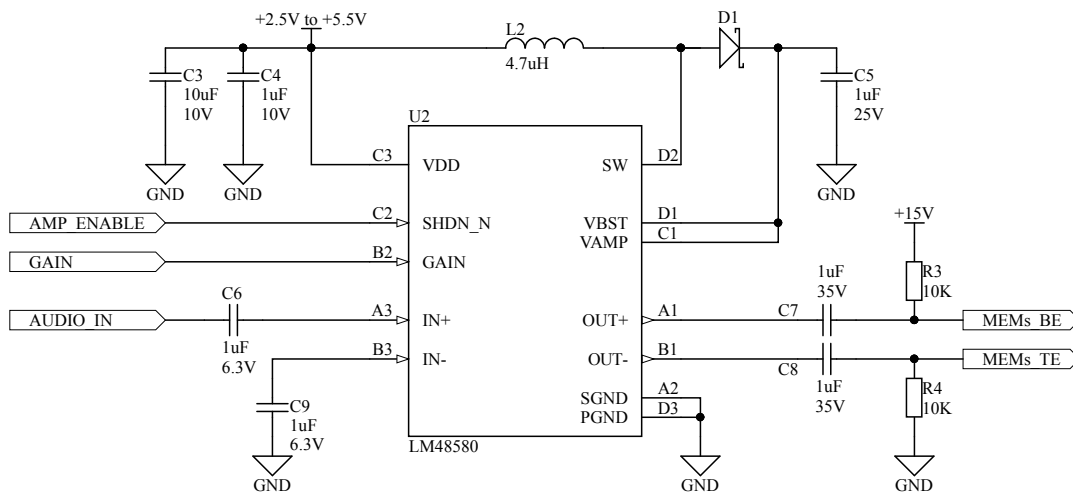 +2.5V to +5.5V
L2
4.7uH
D1
C3
10uF
10V
C4
1uF
10V
C5
1uF
25V
GND
GND
GND
U2
C3
VDD
SW
D2
AMP_ENABLE
C2
SHDN_N
VBST
D1
VAMP
C1
GAIN
B2
GAIN
+15V
R3
10K
AUDIO_IN
C6
1uF
6.3V
A3
IN+
OUT+
A1
C7
1uF
35V
MEMs_BE
B3
IN-
OUT-
B1
C8
1uF
35V
MEMs_TE
C9
1uF
6.3V
SGND
A2
PGND
D3
R4
10K
LM48580
GND
GND
GND